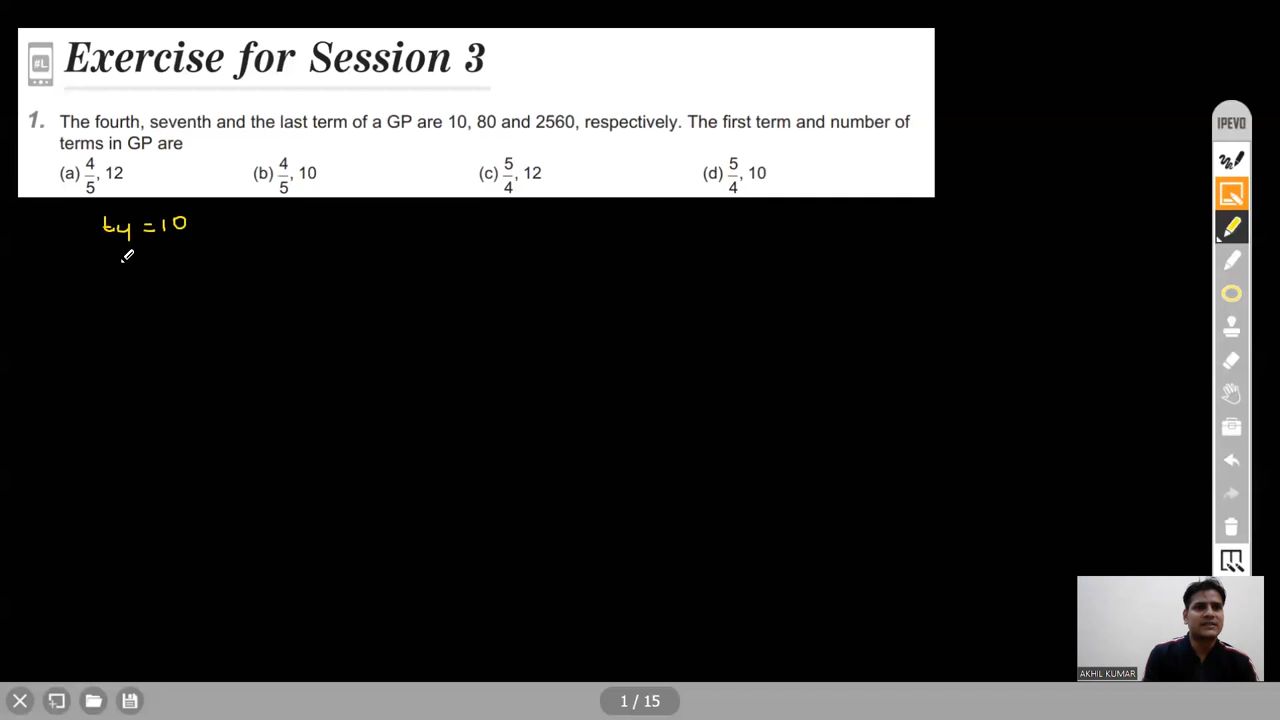 #L
Exercise for Session 3
1. The fourth, seventh and the last term of a GP are 10, 80 and 2560, respectively. The first term and number of
terms in GP are
(a) 4/5, 12 (b) 4/5, 10 (c) 5/4, 12 (d) 5/4, 10
t4 = 10
IPEVO
AKHIL KUMAR
1 / 15